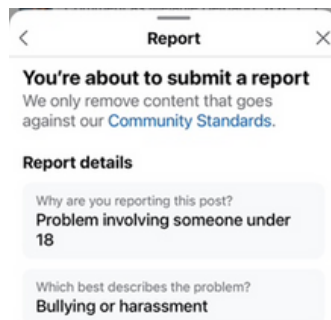 Report
You're about to submit a report
We only remove content that goes
against our Community Standards.
Report details
Why are you reporting this post?
Problem involving someone under
18
Which best describes the problem?
Bullying or harassment